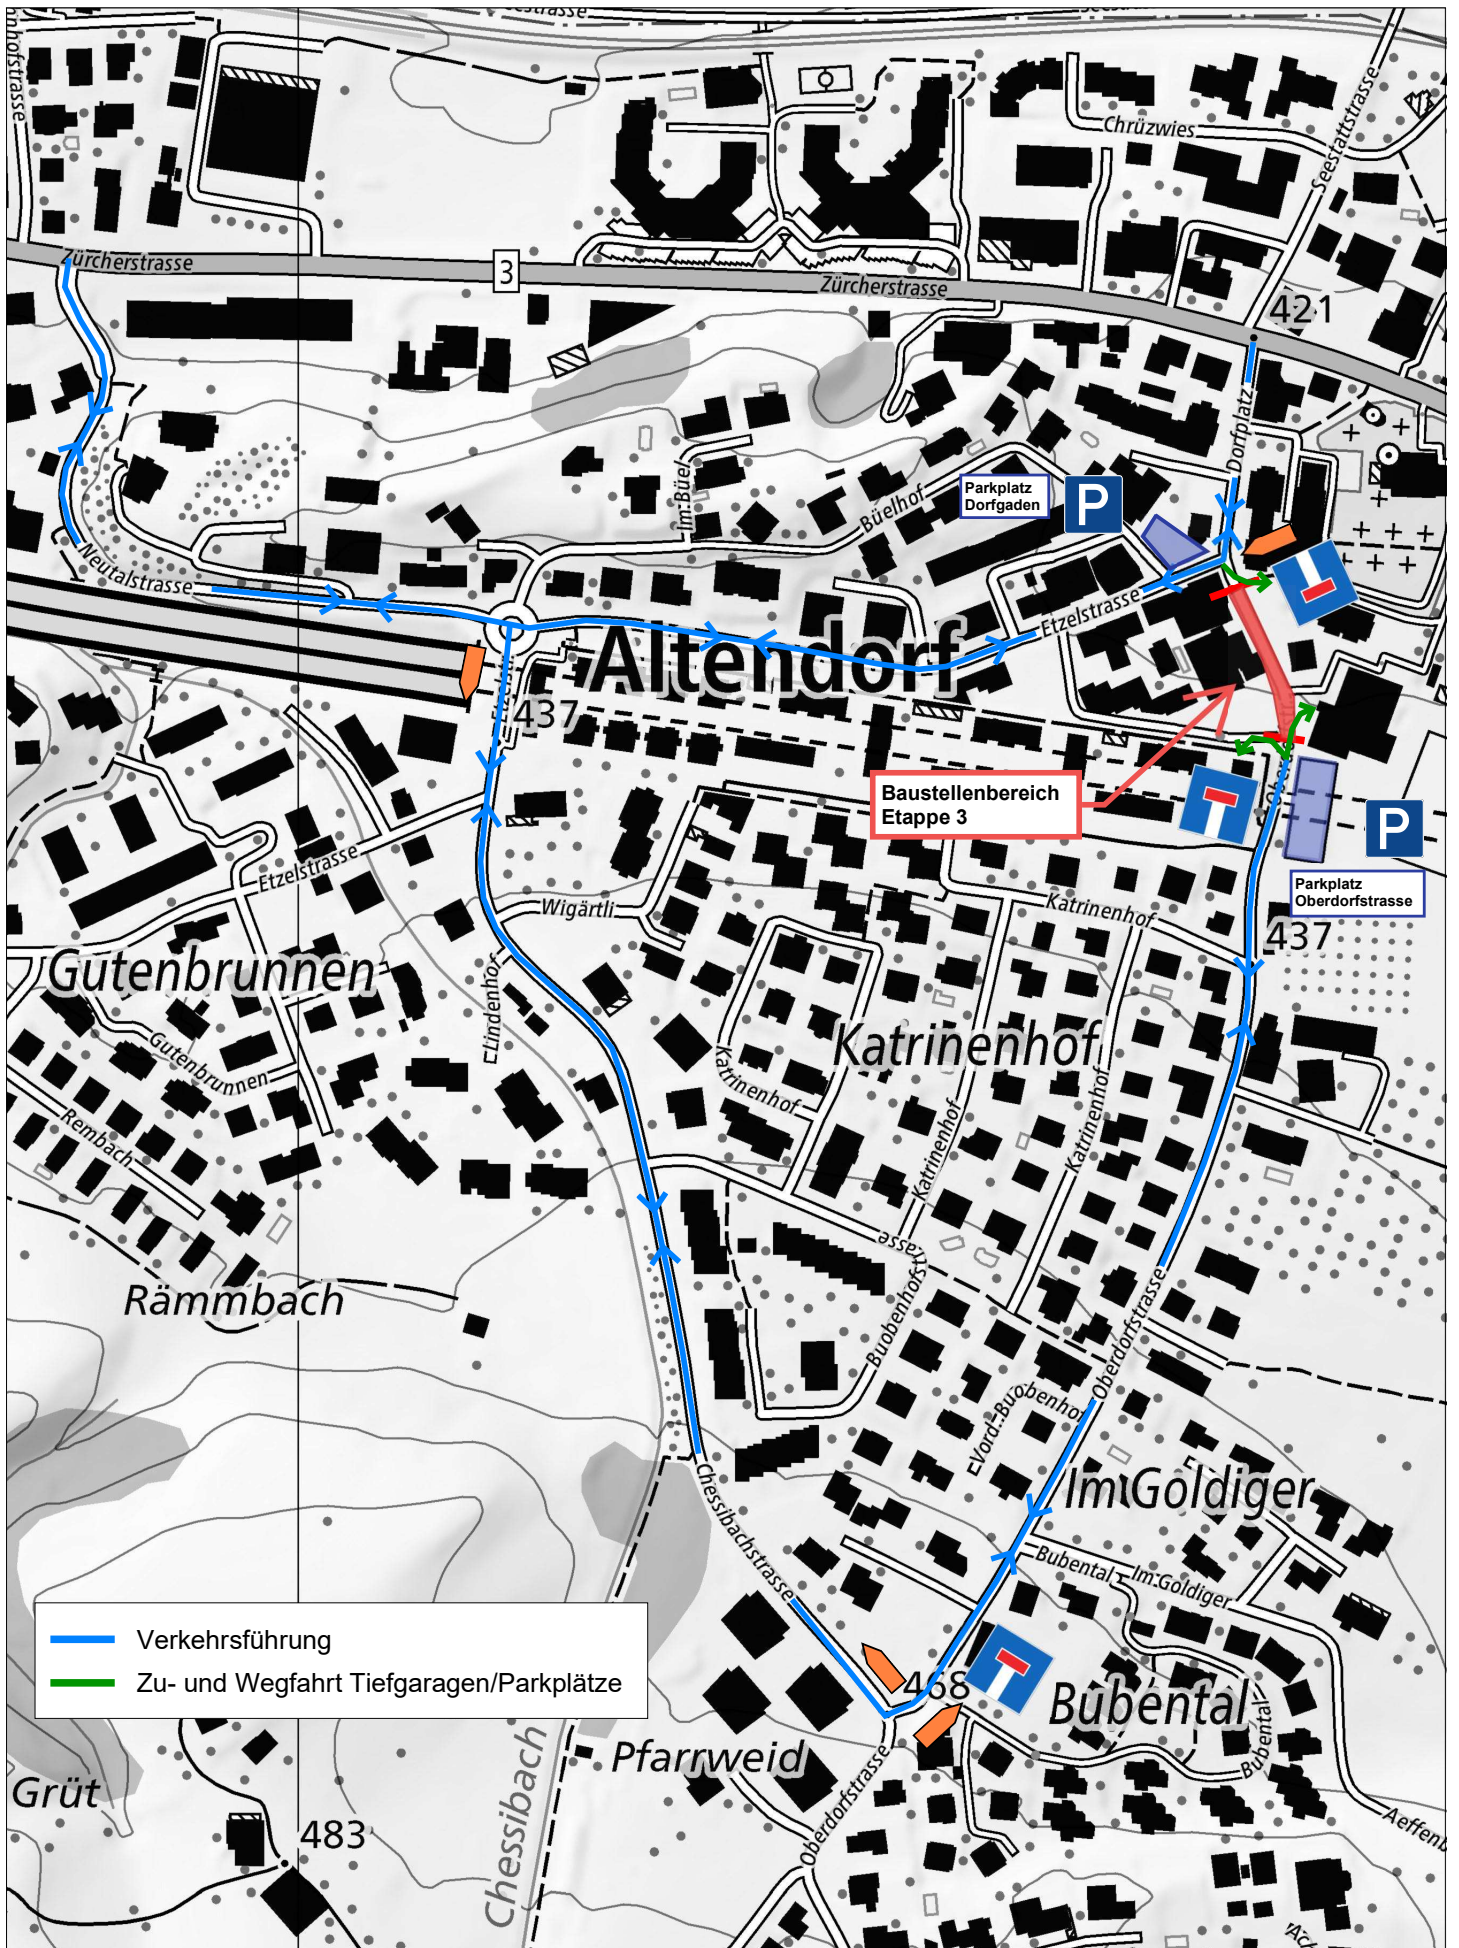 Chrüzwies
Seestattstrasse
Zürcherstrasse
3
Zürcherstrasse
421
Dorfplatz
Im Büel
Büelhof
Parkplatz
Dorfgaden
P
Neutalstrasse
Etzelstrasse
Altendorf
437
Baustellenbereich
Etappe 3
P
Parkplatz
Oberdorfstrasse
Etzelstrasse
Wigärtli
Katrinenhof
437
Gutenbrunnen
Lindenhof
Katrinenhof
Gutenbrunnen
Katrinenhof
Rembach
Katrinenhof
Katrinenhof
Rämmbach
Buobenhofstrasse
Oberdorfstrasse
Vord. Buobenhof
Im Goldiger
Chessibachstrasse
Bubental
Im Goldiger
Verkehrsführung
Zu- und Wegfahrt Tiefgaragen/Parkplätze
468
Bubental
Bubental
Pfarrweid
Oberdorfstrasse
Grüt
483
Chessibach